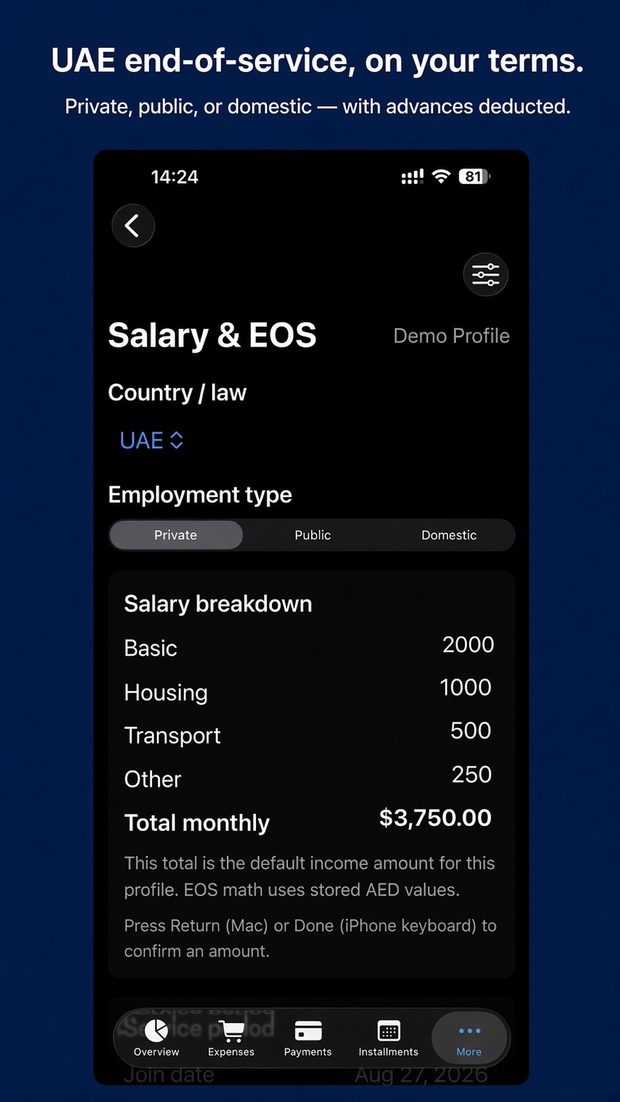 UAE end-of-service, on your terms.
Private, public, or domestic — with advances deducted.
14:24
81
Salary & EOS
Demo Profile
Country / law
UAE
Employment type
Private Public Domestic
Salary breakdown
Basic 2000
Housing 1000
Transport 500
Other 250
Total monthly $3,750.00
This total is the default income amount for this
profile. EOS math uses stored AED values.
Press Return (Mac) or Done (iPhone keyboard) to
confirm an amount.
Service period
Overview Expenses Payments Installments More
Join date Aug 27, 2026